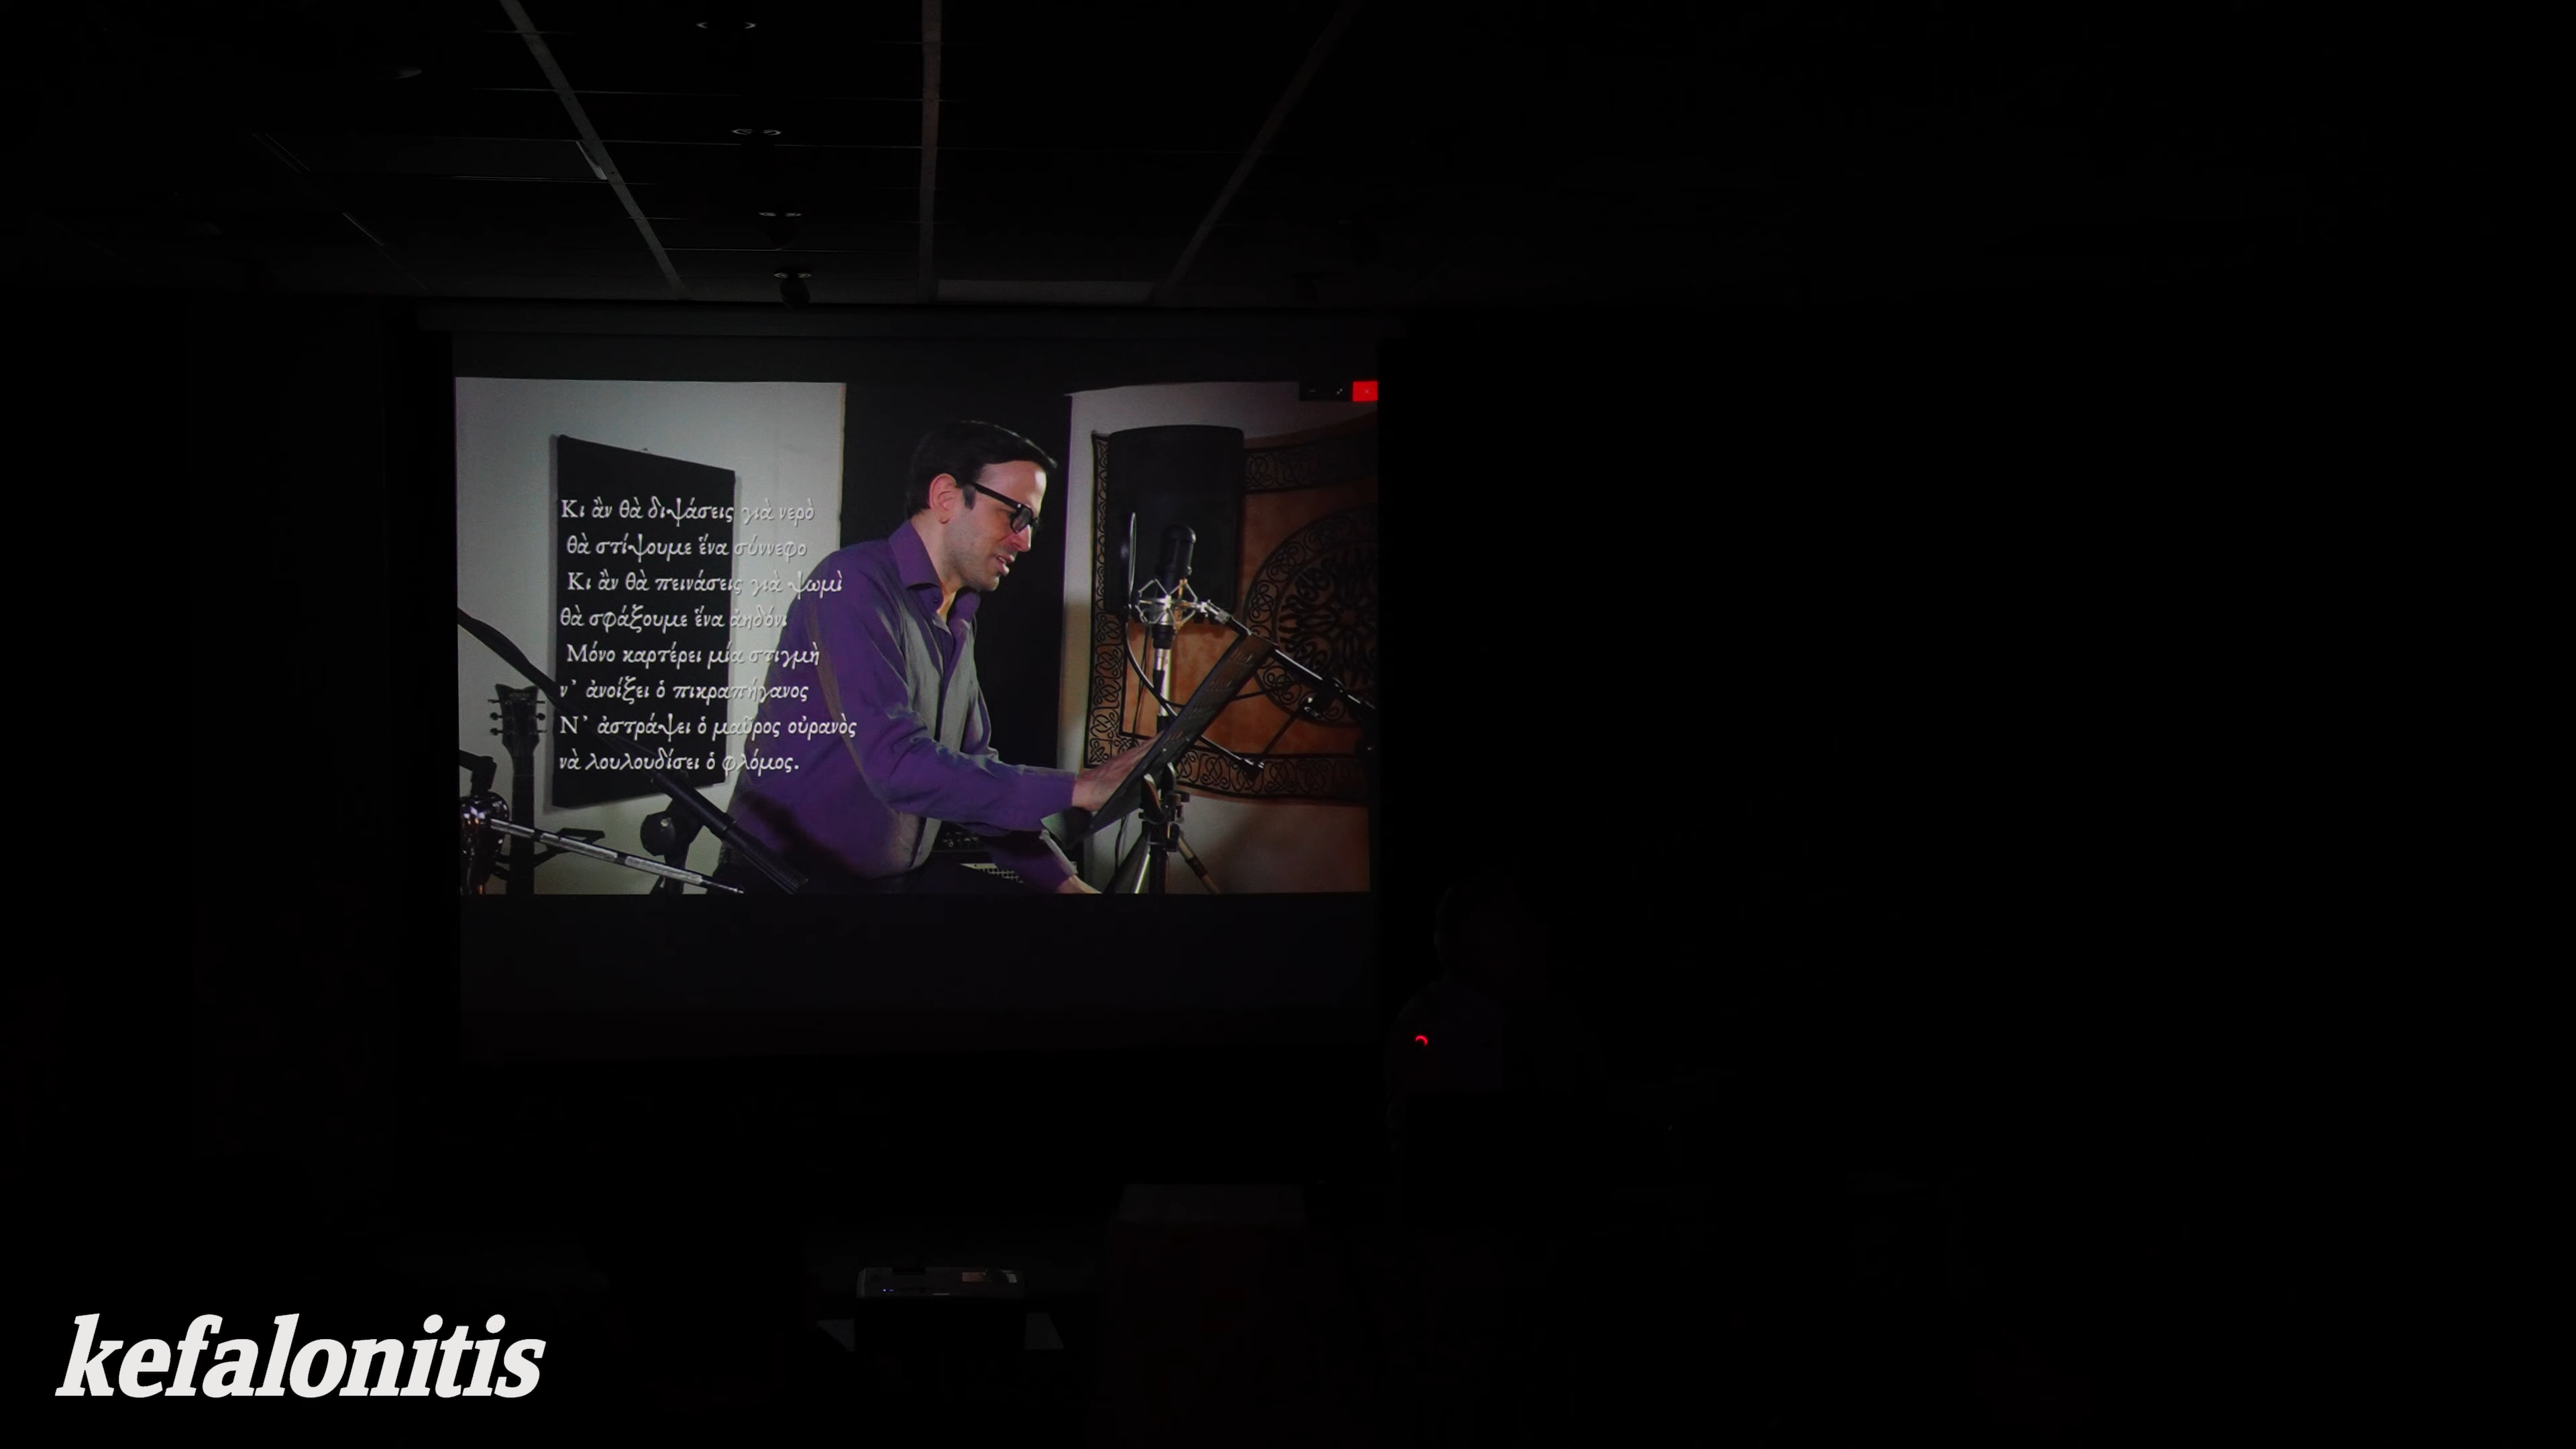 Κι ἂν θὰ διψάσεις γιὰ νερὸ
θὰ στίψουμε ἕνα σύννεφο
Κι ἂν θὰ πεινάσεις γιὰ ψωμὶ
θὰ σφάξουμε ἕνα ἀηδόνι
Μόνο καρτέρει μία στιγμὴ
ν᾿ ἀνοίξει ὁ πικραπήγανος
Ν᾿ ἀστράψει ὁ μαῦρος οὐρανὸς
νὰ λουλουδίσει ὁ φλόμος.
kefalonitis